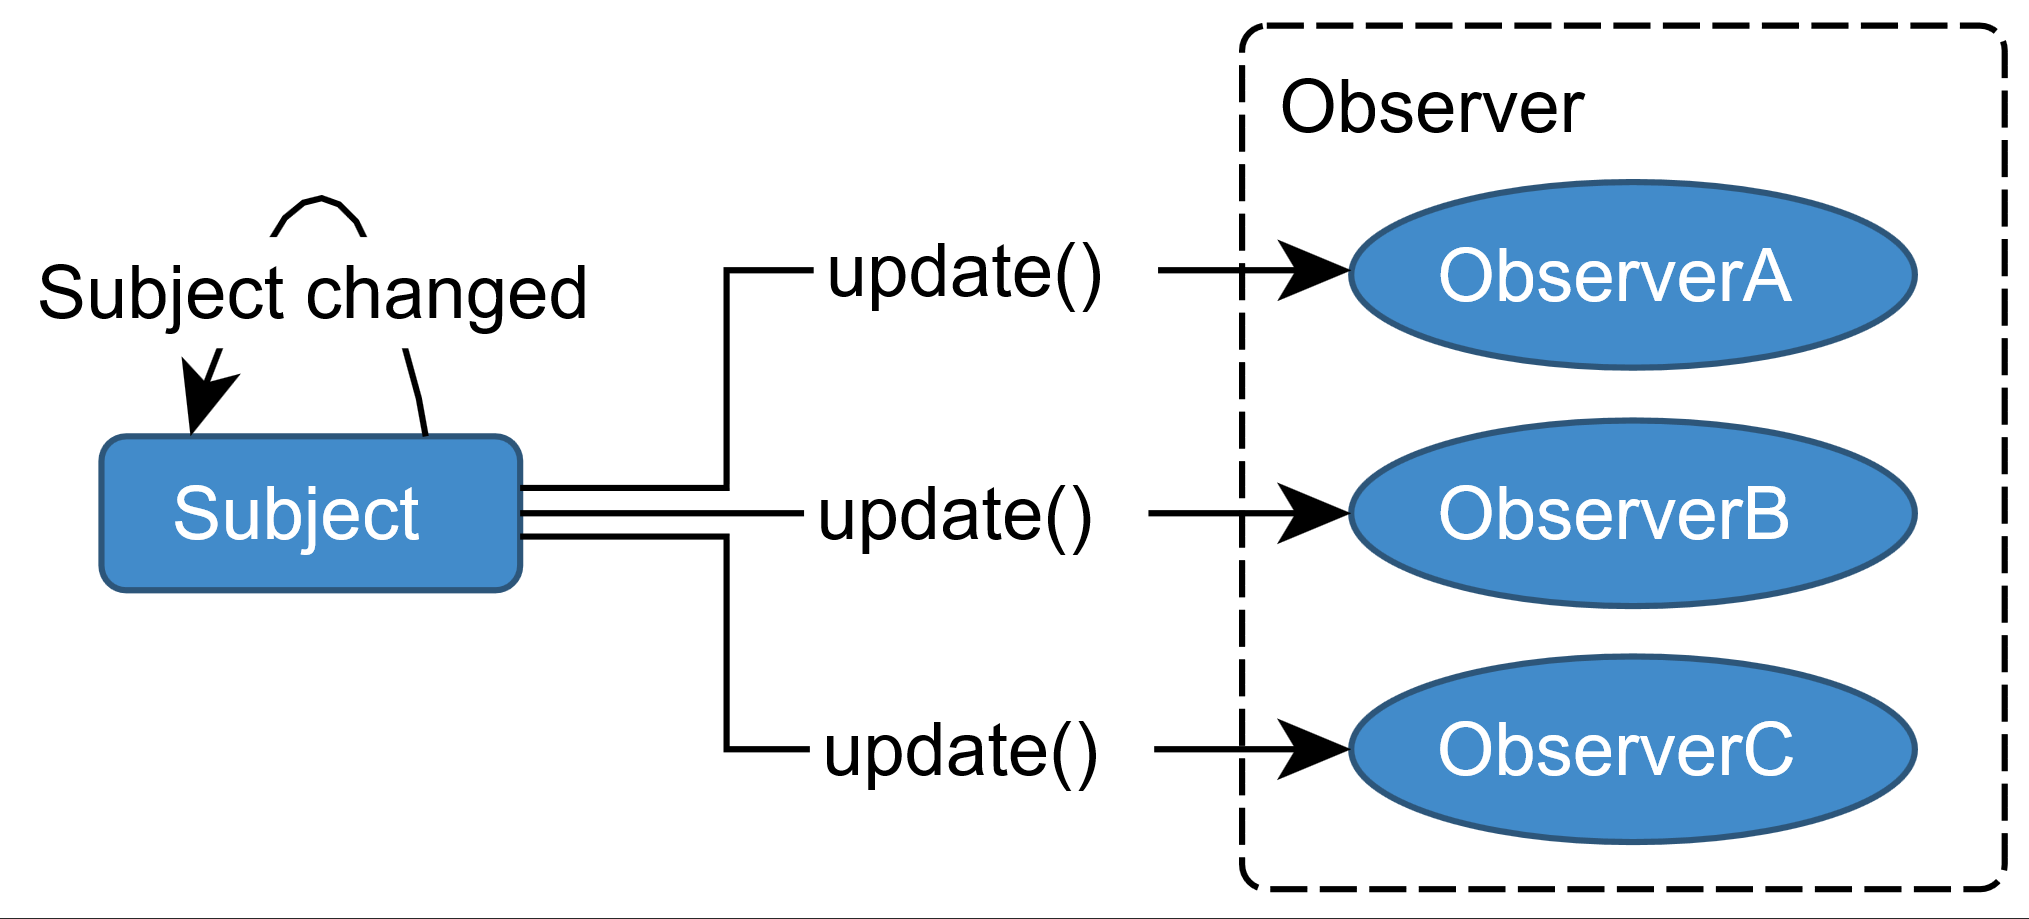 Observer
Subject changed
update()
ObserverA
Subject
update()
ObserverB
update()
ObserverC